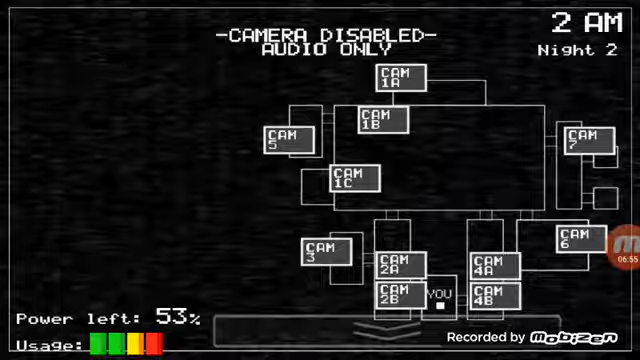 -CAMERA DISABLED-
AUDIO ONLY
2 AM
Night 2
CAM
1A
CAM
1B
CAM
5
CAM
7
CAM
1C
CAM
6
CAM
3
CAM
2A
CAM
4A
CAM
2B
YOU
CAM
4B
06:55
Power left: 53%
Usage:
Recorded by mobizen